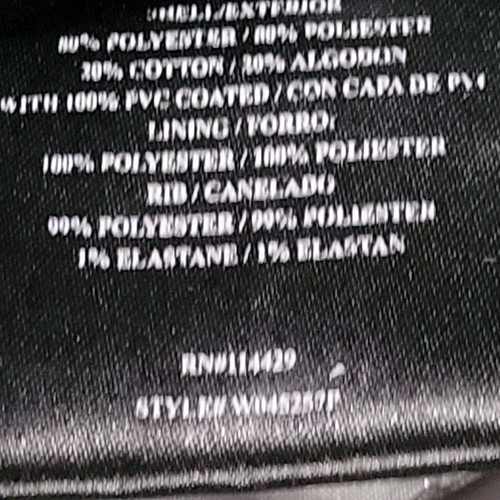 SHELL/EXTERIOR
80% POLYESTER / 80% POLIESTER
20% COTTON / 20% ALGODON
WITH 100% PVC COATED / CON CAPA DE PVC
LINING / FORRO:
100% POLYESTER / 100% POLIESTER
RIB / CANELADO
99% POLYESTER / 99% POLIESTER
1% ELASTANE / 1% ELASTAN
RN#114429
STYLE#